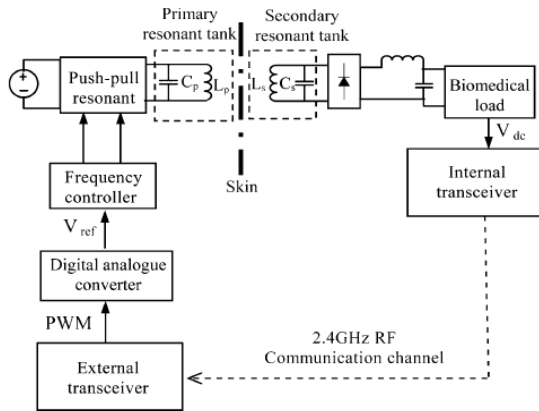 Primary
resonant tank
Secondary
resonant tank
Push-pull
resonant
Cp
Lp
Ls
Cs
Biomedical
load
Vdc
Skin
Internal
transceiver
Frequency
controller
Vref
Digital analogue
converter
PWM
2.4GHz RF
Communication channel
External
transceiver